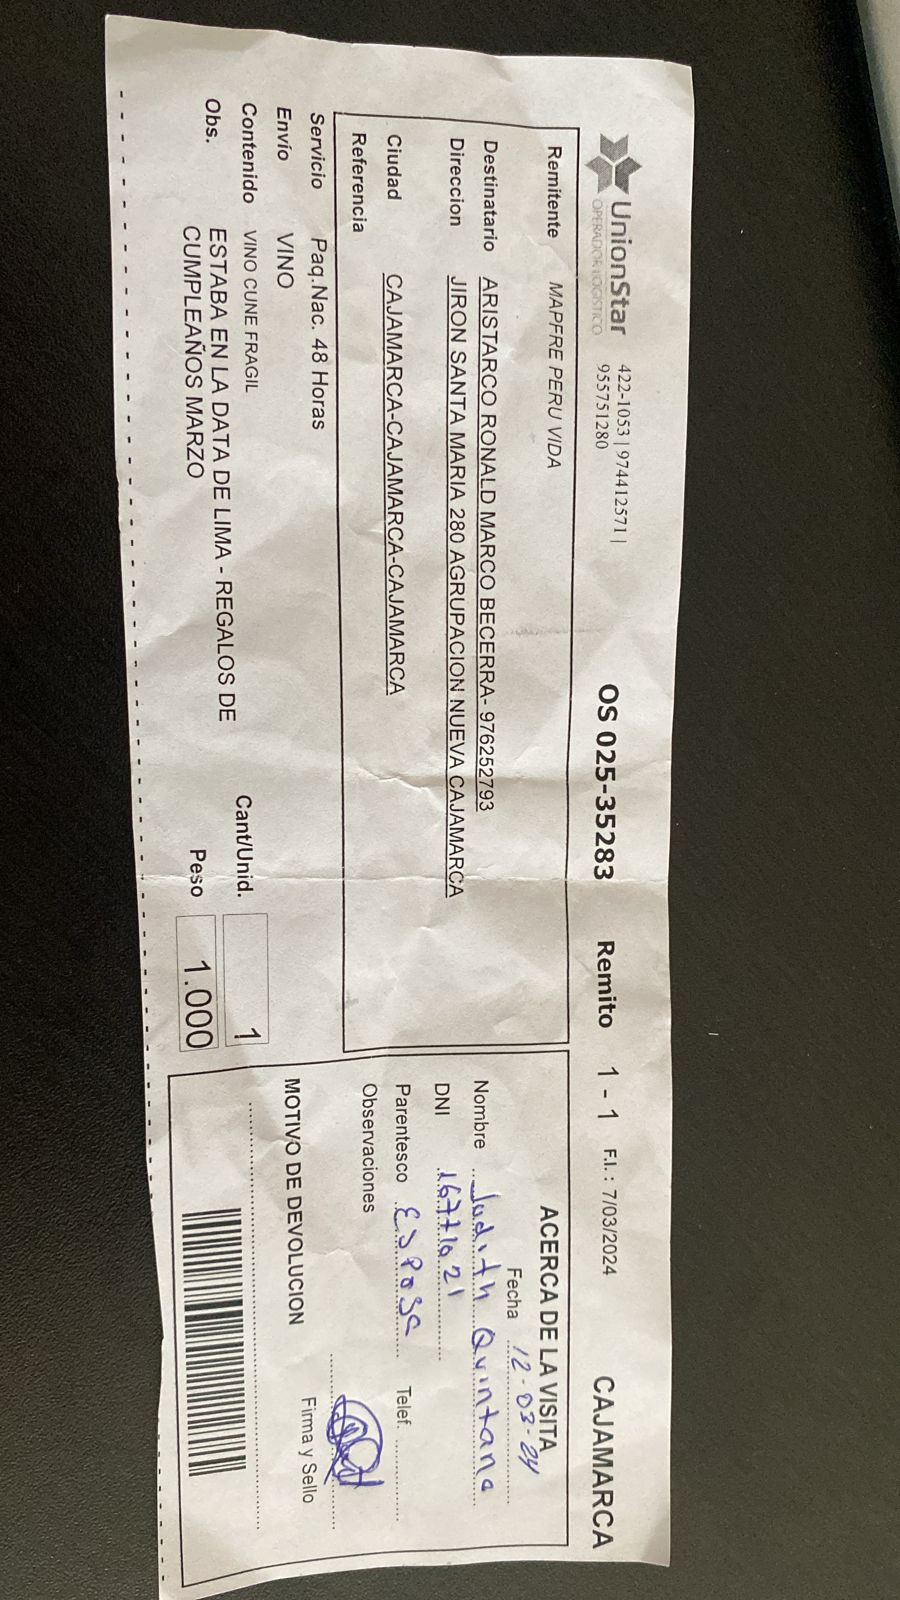 UnionStar
OPERADOR LOGISTICO
422-1053 | 974412571 |
955751280
OS 025-35283 Remito 1 - 1 F.I.: 7/03/2024 CAJAMARCA
Remitente MAPFRE PERU VIDA
Destinatario ARISTARCO RONALD MARCO BECERRA- 976252793
Direccion JIRON SANTA MARIA 280 AGRUPACION NUEVA CAJAMARCA
Ciudad CAJAMARCA-CAJAMARCA-CAJAMARCA
Referencia
Servicio Paq.Nac. 48 Horas
Envío VINO
Contenido VINO CUNE FRAGIL
Obs. ESTABA EN LA DATA DE LIMA - REGALOS DE
CUMPLEAÑOS MARZO
Cant/Unid. 1
Peso 1.000
ACERCA DE LA VISITA
Fecha 12-03-24
Nombre Judith Quintana
DNI 16771021
Parentesco Esposa Telef.
Observaciones
Firma y Sello
MOTIVO DE DEVOLUCION